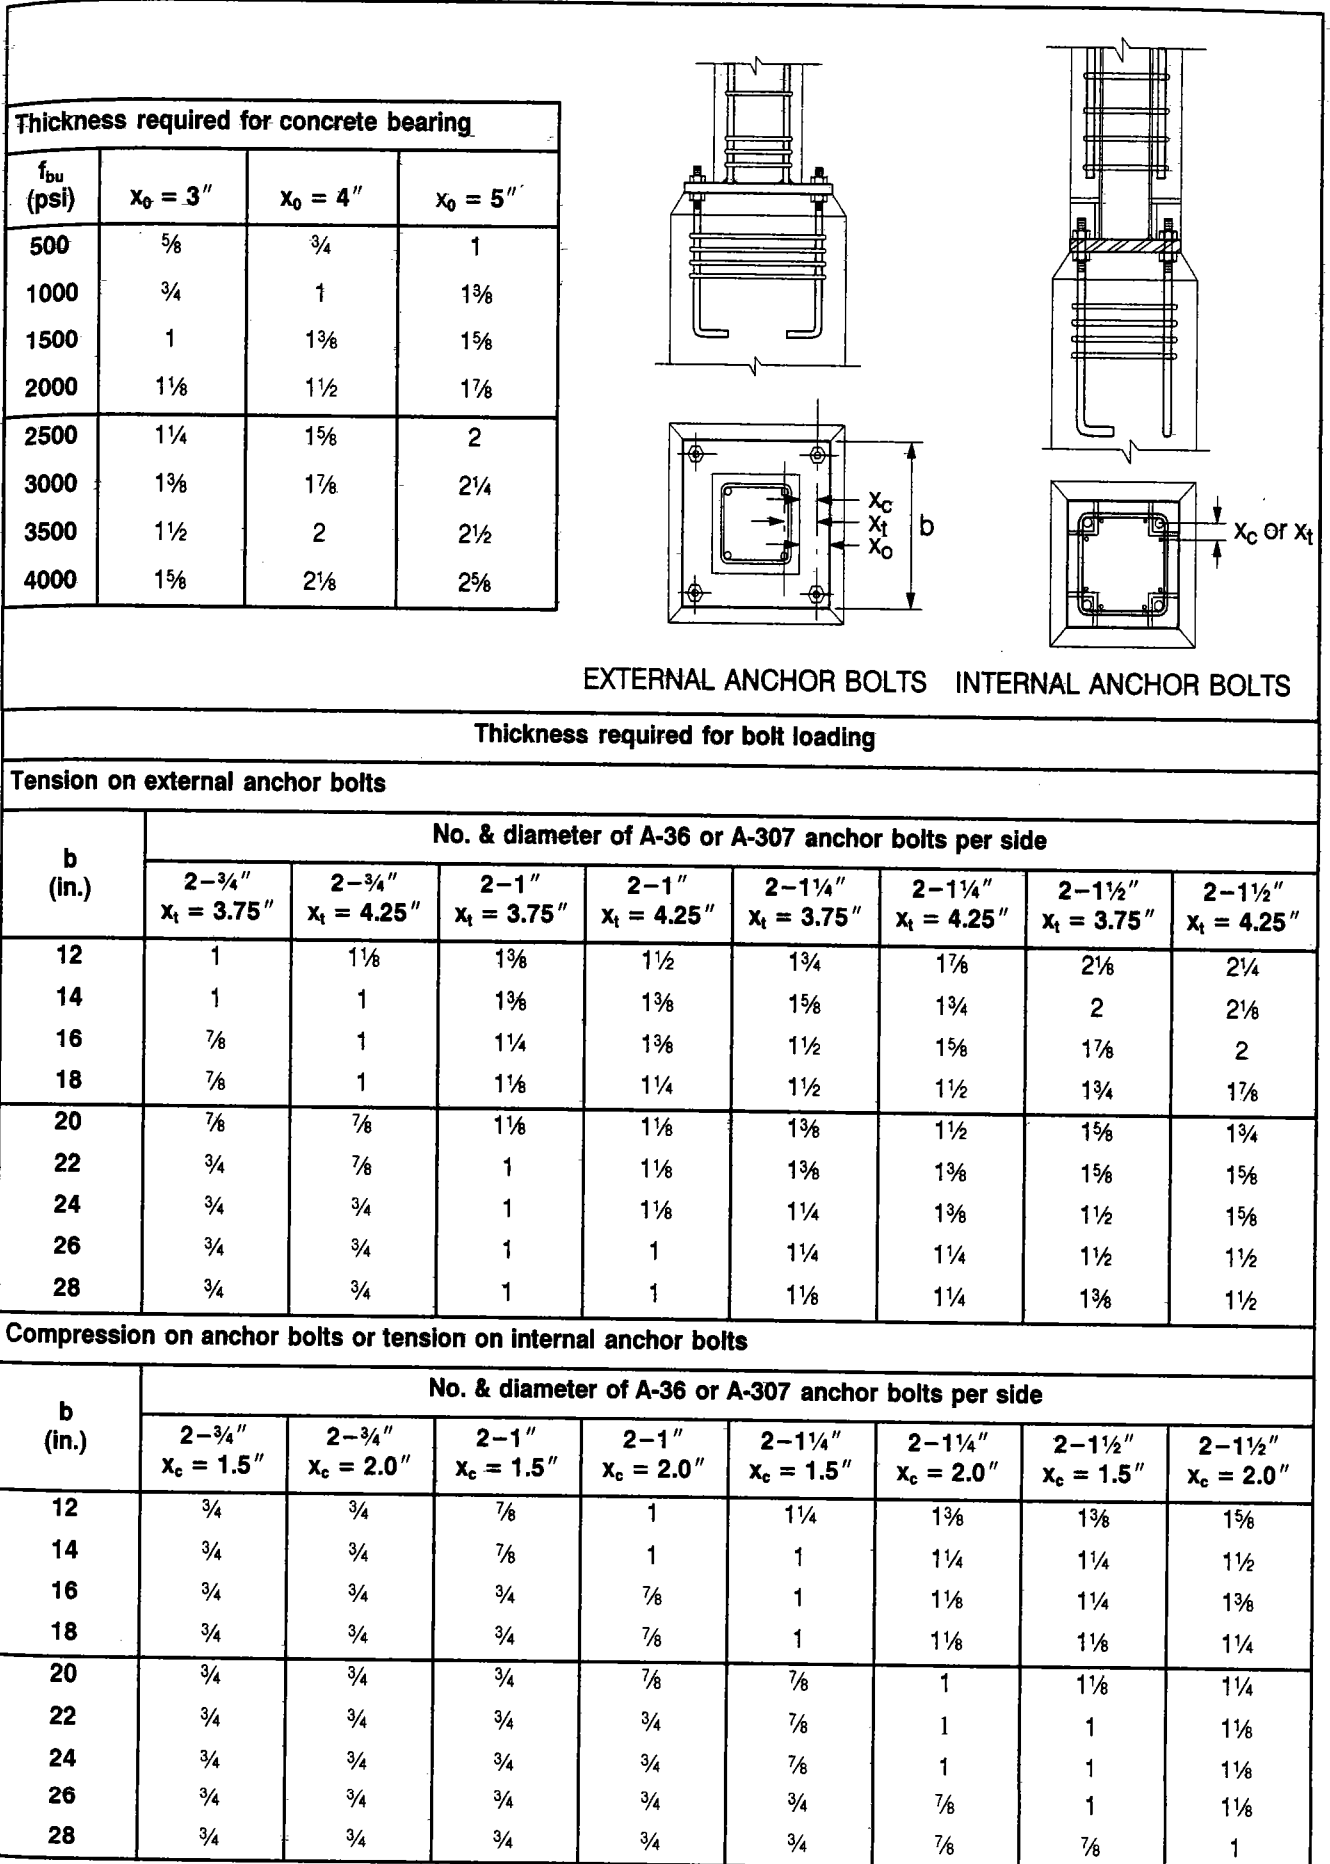 Thickness required for concrete bearing
f_bu (psi) x₀ = 3″ x₀ = 4″ x₀ = 5″
500 ⅝ ¾ 1
1000 ¾ 1 1⅜
1500 1 1⅜ 1⅝
2000 1⅛ 1½ 1⅞
2500 1¼ 1⅝ 2
3000 1⅜ 1⅞ 2¼
3500 1½ 2 2½
4000 1⅝ 2⅛ 2⅝
x_c
x_t
x_o
b
x_c or x_t
EXTERNAL ANCHOR BOLTS INTERNAL ANCHOR BOLTS
Thickness required for bolt loading
Tension on external anchor bolts
b (in.)
No. & diameter of A-36 or A-307 anchor bolts per side
2–¾″ 2–¾″ 2–1″ 2–1″ 2–1¼″ 2–1¼″ 2–1½″ 2–1½″
x_t = 3.75″ x_t = 4.25″ x_t = 3.75″ x_t = 4.25″ x_t = 3.75″ x_t = 4.25″ x_t = 3.75″ x_t = 4.25″
12 1 1⅛ 1⅜ 1½ 1¾ 1⅞ 2⅛ 2¼
14 1 1 1⅜ 1⅜ 1⅝ 1¾ 2 2⅛
16 ⅞ 1 1¼ 1⅜ 1½ 1⅝ 1⅞ 2
18 ⅞ 1 1⅛ 1¼ 1½ 1½ 1¾ 1⅞
20 ⅞ ⅞ 1⅛ 1⅛ 1⅜ 1½ 1⅝ 1¾
22 ¾ ⅞ 1 1⅛ 1⅜ 1⅜ 1⅝ 1⅝
24 ¾ ¾ 1 1⅛ 1¼ 1⅜ 1½ 1⅝
26 ¾ ¾ 1 1 1¼ 1¼ 1½ 1½
28 ¾ ¾ 1 1 1⅛ 1¼ 1⅜ 1½
Compression on anchor bolts or tension on internal anchor bolts
b (in.)
No. & diameter of A-36 or A-307 anchor bolts per side
2–¾″ 2–¾″ 2–1″ 2–1″ 2–1¼″ 2–1¼″ 2–1½″ 2–1½″
x_c = 1.5″ x_c = 2.0″ x_c = 1.5″ x_c = 2.0″ x_c = 1.5″ x_c = 2.0″ x_c = 1.5″ x_c = 2.0″
12 ¾ ¾ ⅞ 1 1¼ 1⅜ 1⅜ 1⅝
14 ¾ ¾ ⅞ 1 1 1¼ 1¼ 1½
16 ¾ ¾ ¾ ⅞ 1 1⅛ 1¼ 1⅜
18 ¾ ¾ ¾ ⅞ 1 1⅛ 1⅛ 1¼
20 ¾ ¾ ¾ ⅞ ⅞ 1 1⅛ 1¼
22 ¾ ¾ ¾ ¾ ⅞ 1 1 1⅛
24 ¾ ¾ ¾ ¾ ⅞ 1 1 1⅛
26 ¾ ¾ ¾ ¾ ¾ ⅞ 1 1⅛
28 ¾ ¾ ¾ ¾ ¾ ⅞ ⅞ 1